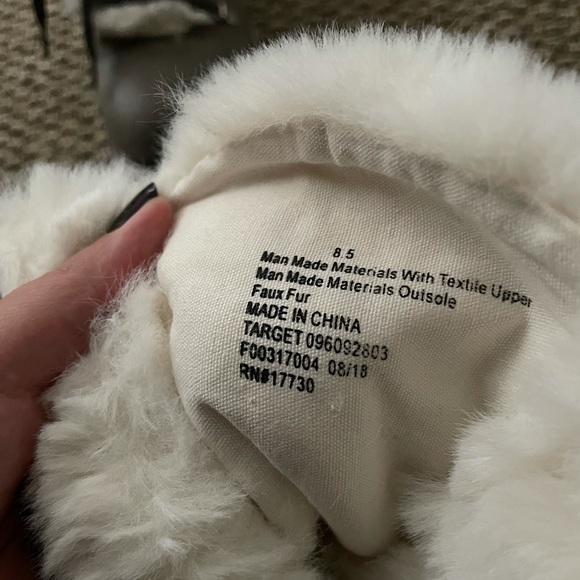 8.5
Man Made Materials With Textile Upper
Man Made Materials Outsole
Faux Fur
MADE IN CHINA
TARGET 096092803
F00317004 08/18
RN#17730